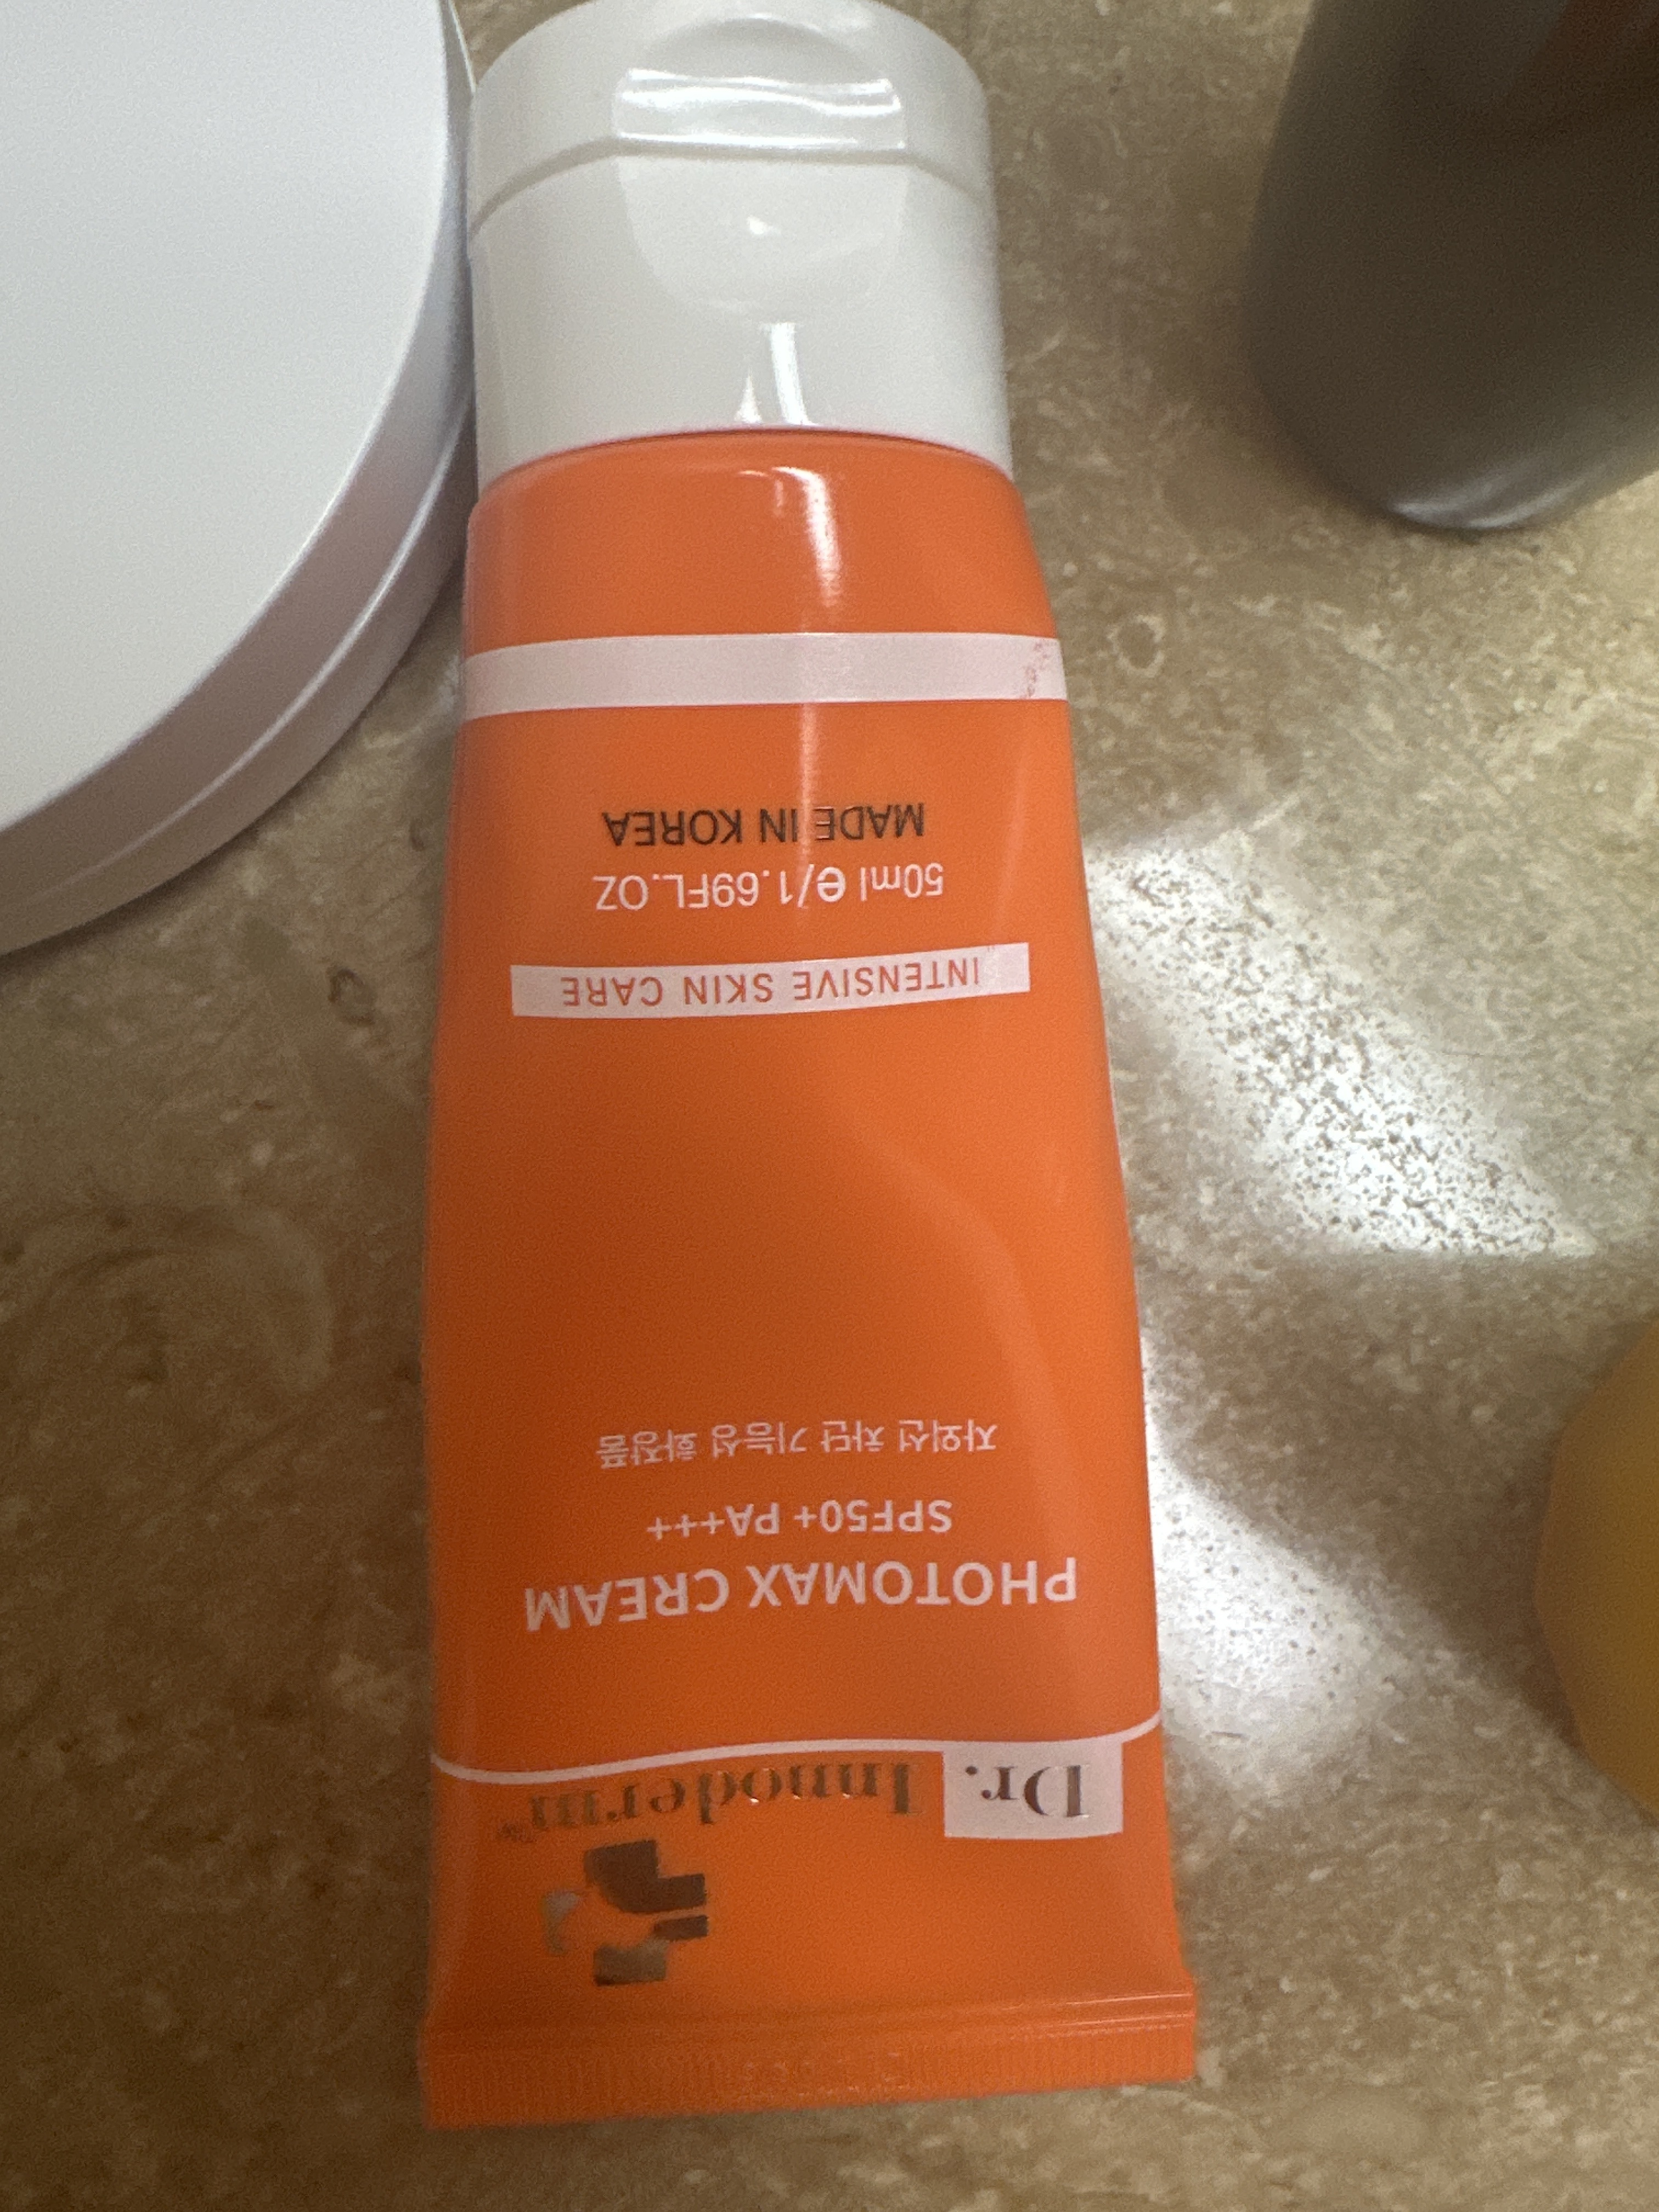 Dr. Innoderm™
PHOTOMAX CREAM
SPF50+ PA+++
자외선 차단 기능성 화장품
INTENSIVE SKIN CARE
50ml ℮/1.69FL.OZ
MADE IN KOREA